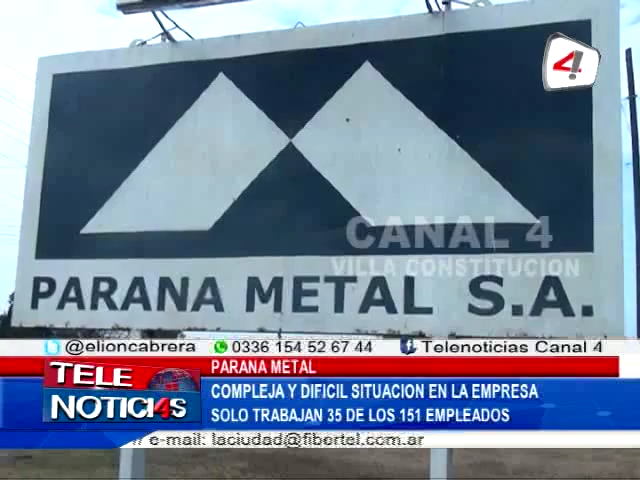 4!
CANAL 4
VILLA CONSTITUCION
PARANA METAL S.A.
@elioncabrera 0336 154 52 67 44 Telenoticias Canal 4
PARANA METAL
TELE
NOTICI4S
COMPLEJA Y DIFICIL SITUACION EN LA EMPRESA
SOLO TRABAJAN 35 DE LOS 151 EMPLEADOS
// e-mail: laciudad@fibertel.com.ar